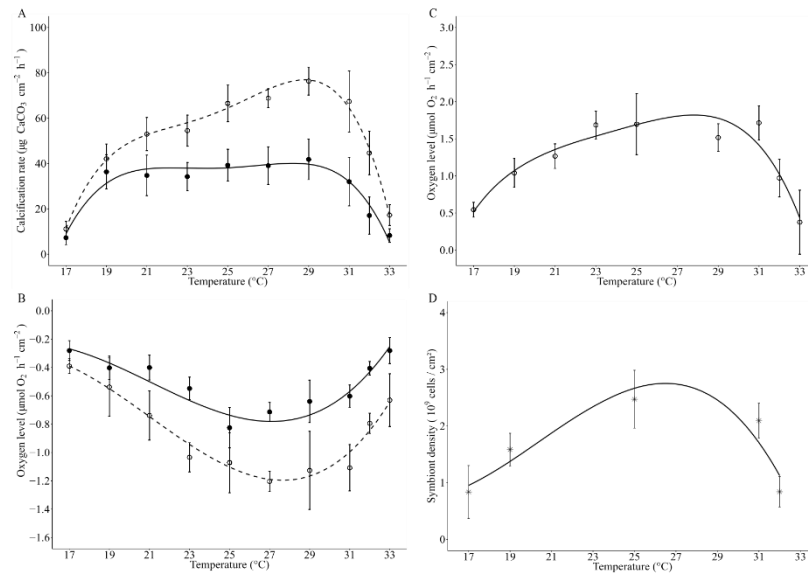 A
Calcification rate (µg CaCO₃ cm⁻² h⁻¹)
100
80
60
40
20
0
17 19 21 23 25 27 29 31 33
Temperature (°C)
C
Oxygen level (µmol O₂ h⁻¹ cm⁻²)
3.0
2.5
2.0
1.5
1.0
0.5
0.0
17 19 21 23 25 27 29 31 33
Temperature (°C)
B
Oxygen level (µmol O₂ h⁻¹ cm⁻²)
0.0
−0.2
−0.4
−0.6
−0.8
−1.0
−1.2
−1.4
−1.6
17 19 21 23 25 27 29 31 33
Temperature (°C)
D
Symbiont density ( 10⁹ cells / cm²)
4
3
2
1
0
17 19 21 23 25 27 29 31 33
Temperature (°C)